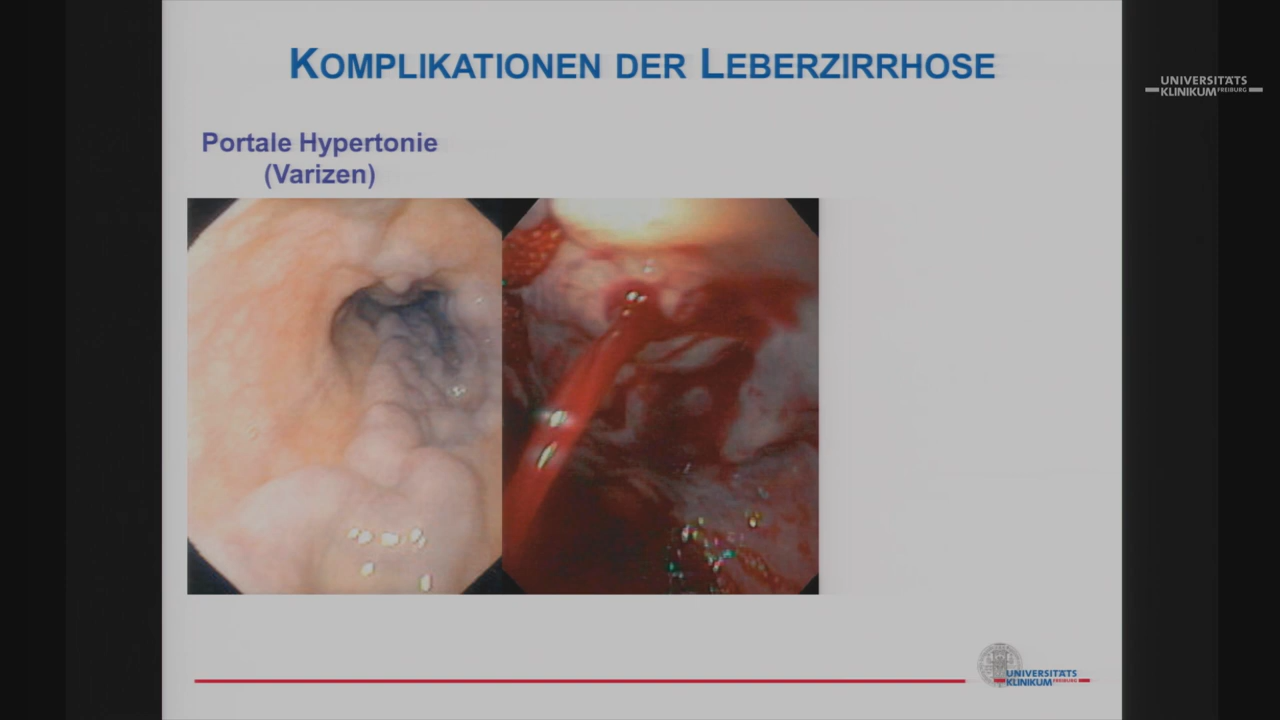 KOMPLIKATIONEN DER LEBERZIRRHOSE
UNIVERSITÄTS
KLINIKUM FREIBURG
Portale Hypertonie
(Varizen)
UNIVERSITÄTS
KLINIKUM FREIBURG